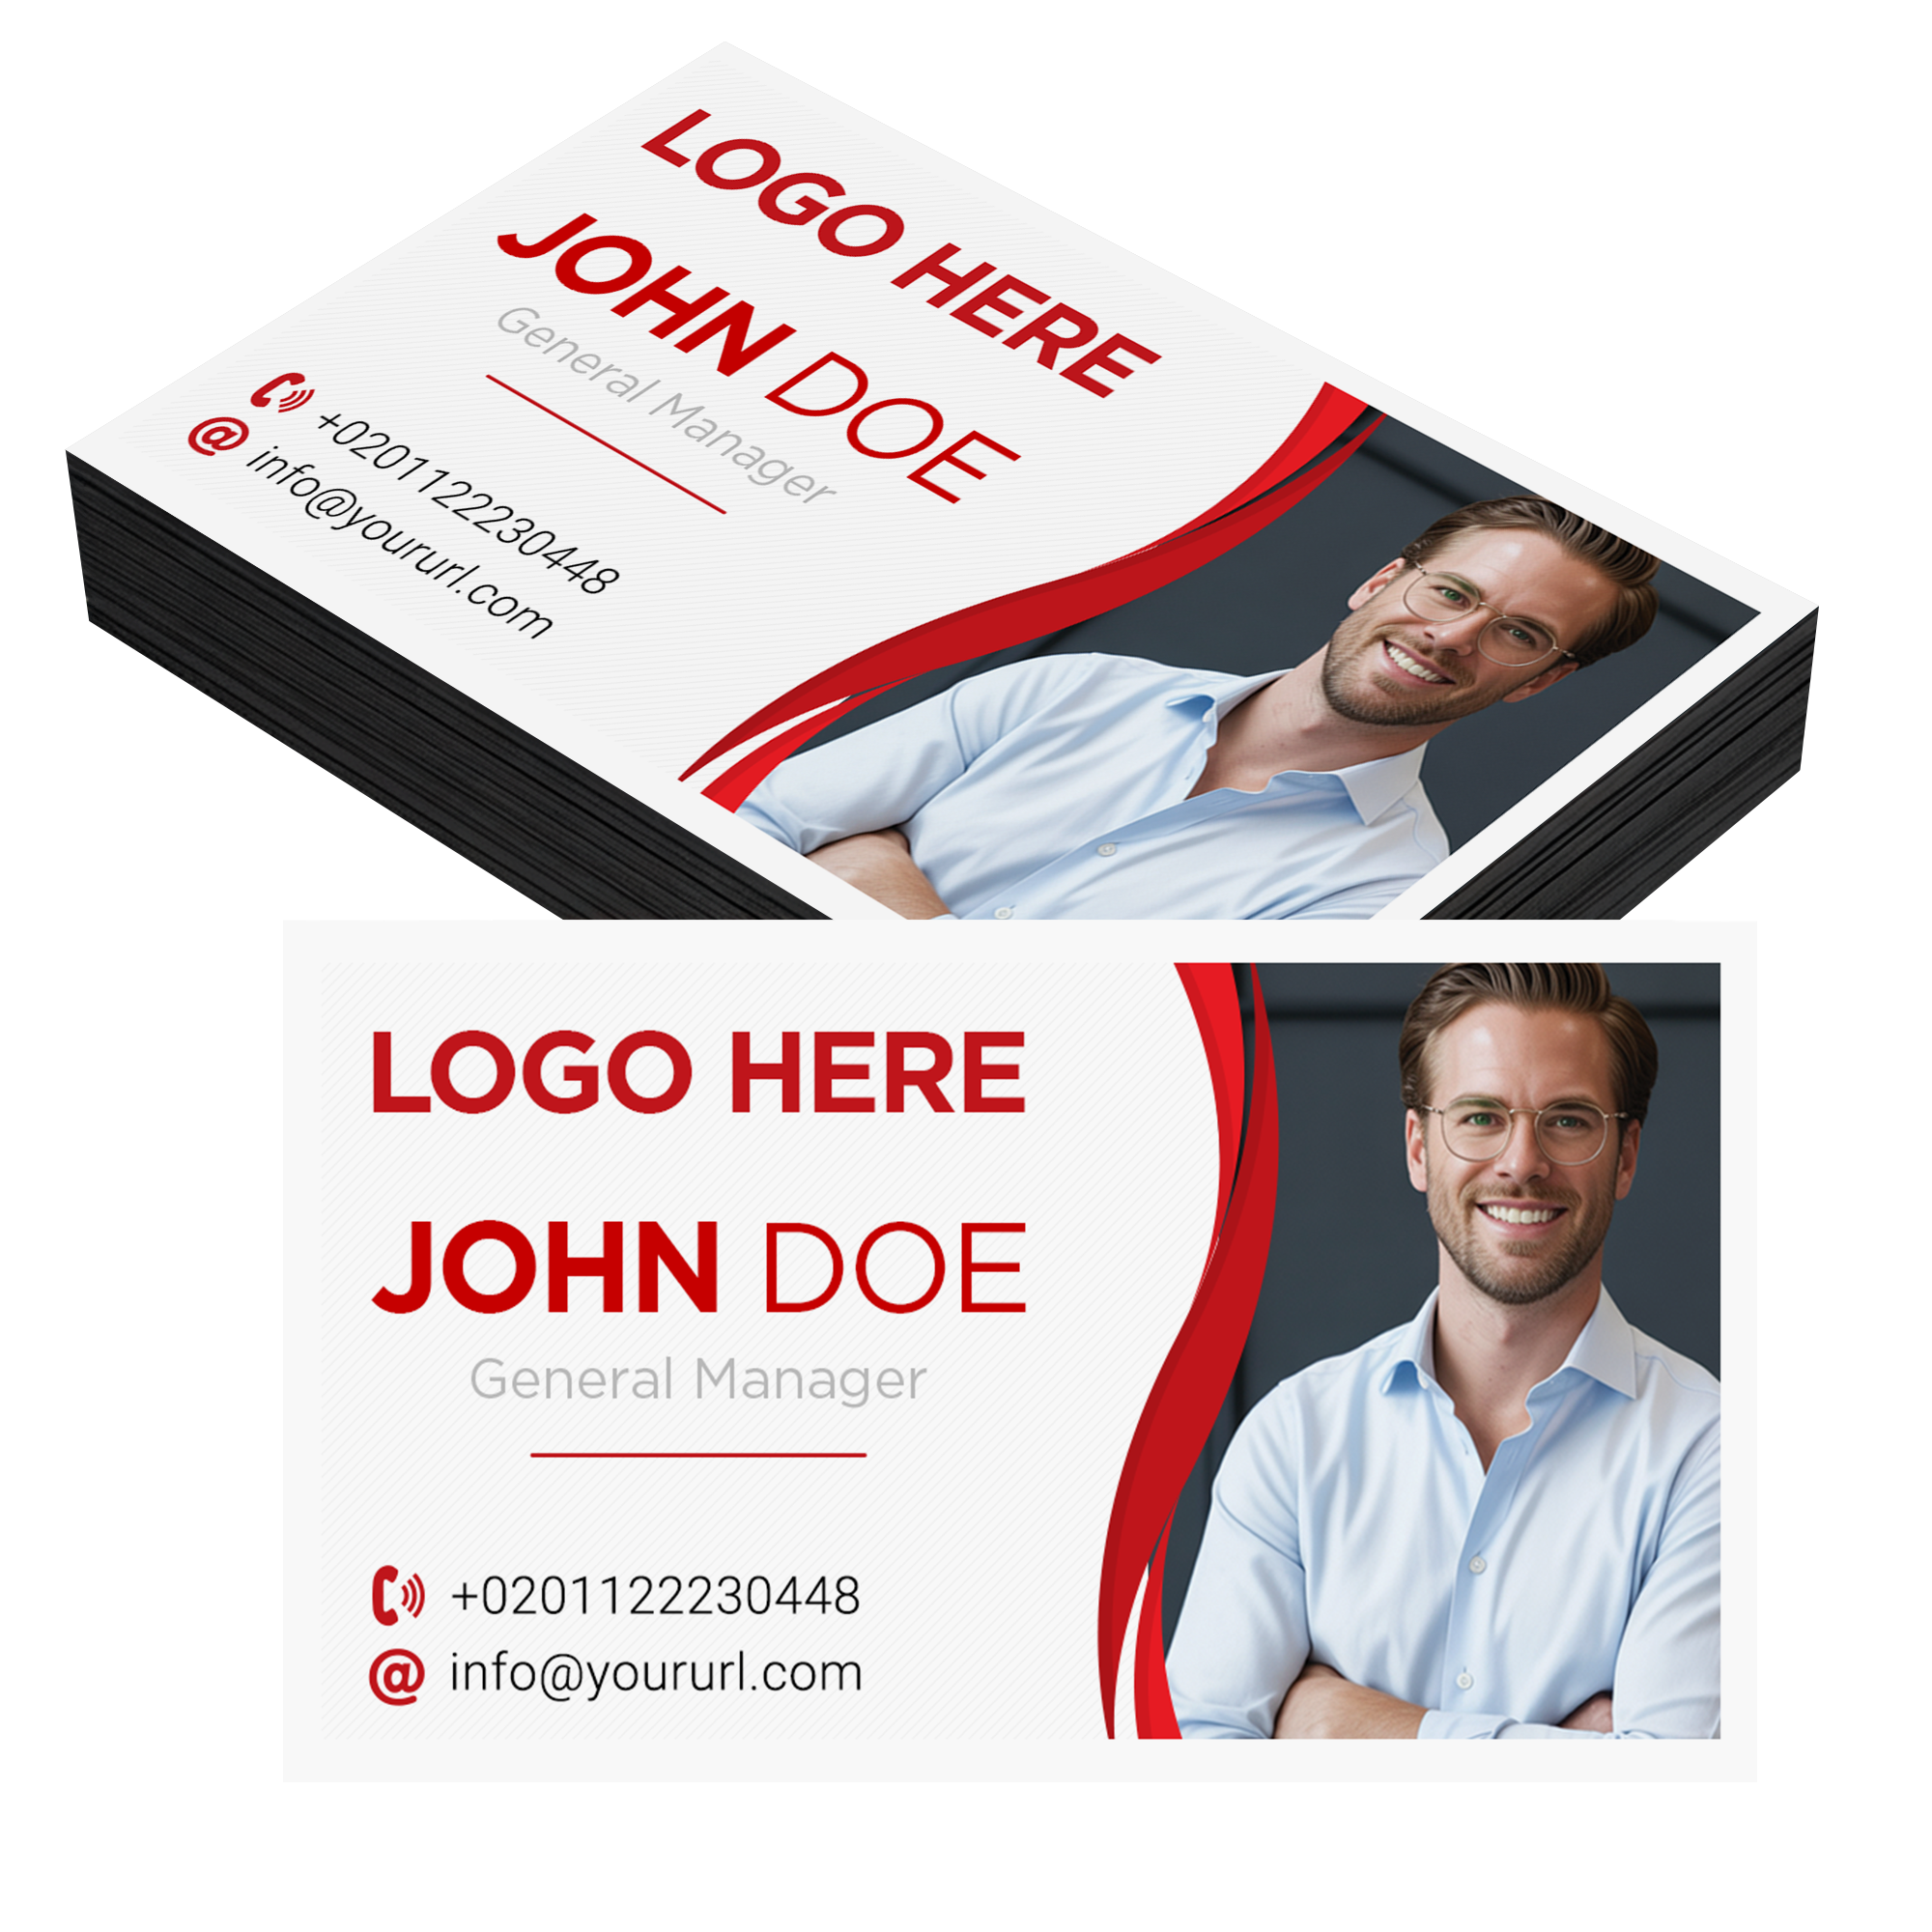 LOGO HERE
JOHN DOE
General Manager
+0201122230448
info@yoururl.com
LOGO HERE
JOHN DOE
General Manager
+0201122230448
info@yoururl.com